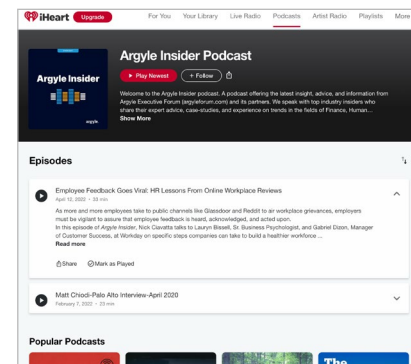 iHeart Upgrade For You Your Library Live Radio Podcasts Artist Radio Playlists More
Argyle Insider
argyle.
Argyle Insider Podcast
Play Newest + Follow
Welcome to the Argyle Insider podcast. A podcast offering the latest insight, advice, and information from
Argyle Executive Forum (argyleforum.com) and its partners. We speak with top industry insiders who
share their expert advice, case-studies, and experience on trends in the fields of Finance, Human...
Show More
Episodes
Employee Feedback Goes Viral: HR Lessons From Online Workplace Reviews
April 12, 2022 • 33 min
As more and more employees take to public channels like Glassdoor and Reddit to air workplace grievances, employers
must be vigilant to assure that employee feedback is heard, acknowledged, and acted upon.
In this episode of Argyle Insider, Nick Ciavatta talks to Lauryn Bissell, Sr. Business Psychologist, and Gabriel Dixon, Manager
of Customer Success, at Workday on specific steps companies can take to build a healthier workforce ...
Read more
Share Mark as Played
Matt Chiodi-Palo Alto Interview-April 2020
February 7, 2022 • 23 min
Popular Podcasts
The